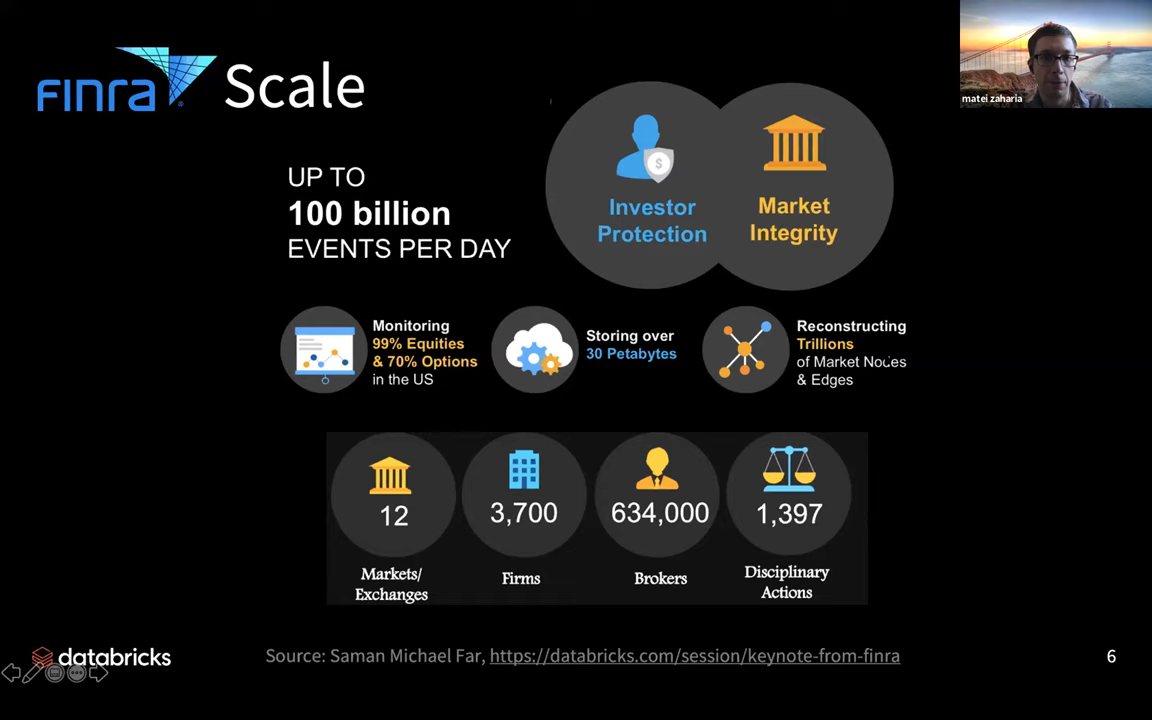 finra Scale
matei zaharia
UP TO
100 billion
EVENTS PER DAY
$
Investor
Protection
Market
Integrity
Monitoring
99% Equities
& 70% Options
in the US
Storing over
30 Petabytes
Reconstructing
Trillions
of Market Nodes
& Edges
12
Markets/
Exchanges
3,700
Firms
634,000
Brokers
1,397
Disciplinary
Actions
databricks
Source: Saman Michael Far, https://databricks.com/session/keynote-from-finra
6